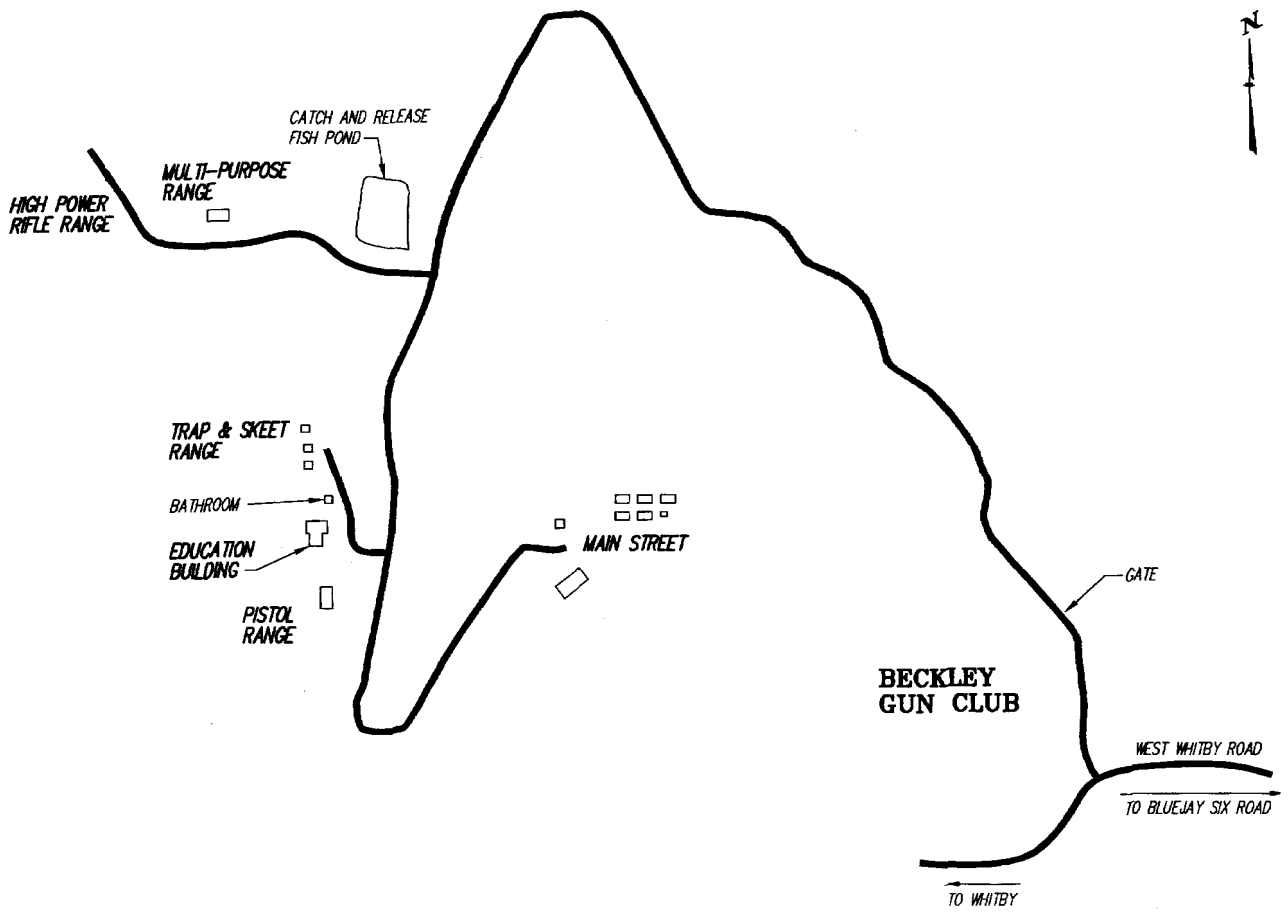 N
CATCH AND RELEASE
FISH POND
MULTI-PURPOSE
RANGE
HIGH POWER
RIFLE RANGE
TRAP & SKEET
RANGE
BATHROOM
EDUCATION
BUILDING
MAIN STREET
PISTOL
RANGE
GATE
BECKLEY
GUN CLUB
WEST WHITBY ROAD
TO BLUEJAY SIX ROAD
TO WHITBY